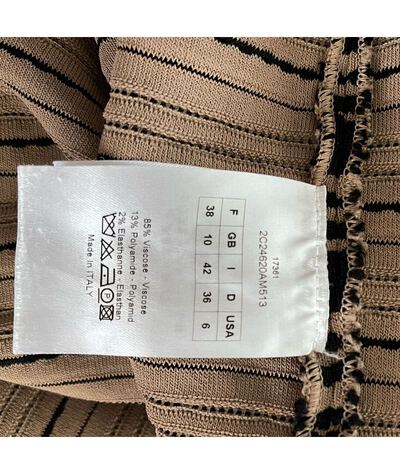 17361
2C24620AM513
F GB I D USA
38 10 42 36 6
85% Viscose - Viscose
13% Polyamide - Polyamid
2% Elasthanne - Elasthan
P
Made in ITALY